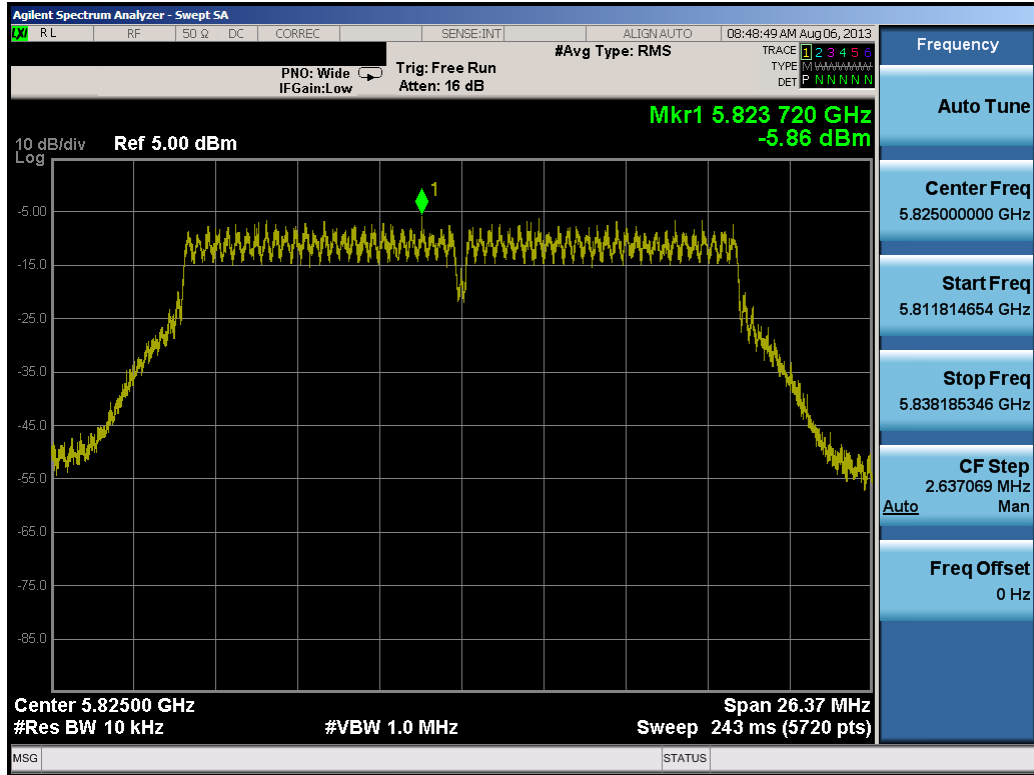 Agilent Spectrum Analyzer - Swept SA
LXI RL RF 50 Ω DC CORREC SENSE:INT ALIGN AUTO 08:48:49 AM Aug 06, 2013
PNO: Wide
IFGain:Low
Trig: Free Run
Atten: 16 dB
#Avg Type: RMS
TRACE 1 2 3 4 5 6
TYPE M WWWWW
DET P N N N N N
Mkr1 5.823 720 GHz
-5.86 dBm
10 dB/div Ref 5.00 dBm
Log
1
-5.00
-15.0
-25.0
-35.0
-45.0
-55.0
-65.0
-75.0
-85.0
Center 5.82500 GHz Span 26.37 MHz
#Res BW 10 kHz #VBW 1.0 MHz Sweep 243 ms (5720 pts)
MSG STATUS
Frequency
Auto Tune
Center Freq
5.825000000 GHz
Start Freq
5.811814654 GHz
Stop Freq
5.838185346 GHz
CF Step
2.637069 MHz
Auto Man
Freq Offset
0 Hz